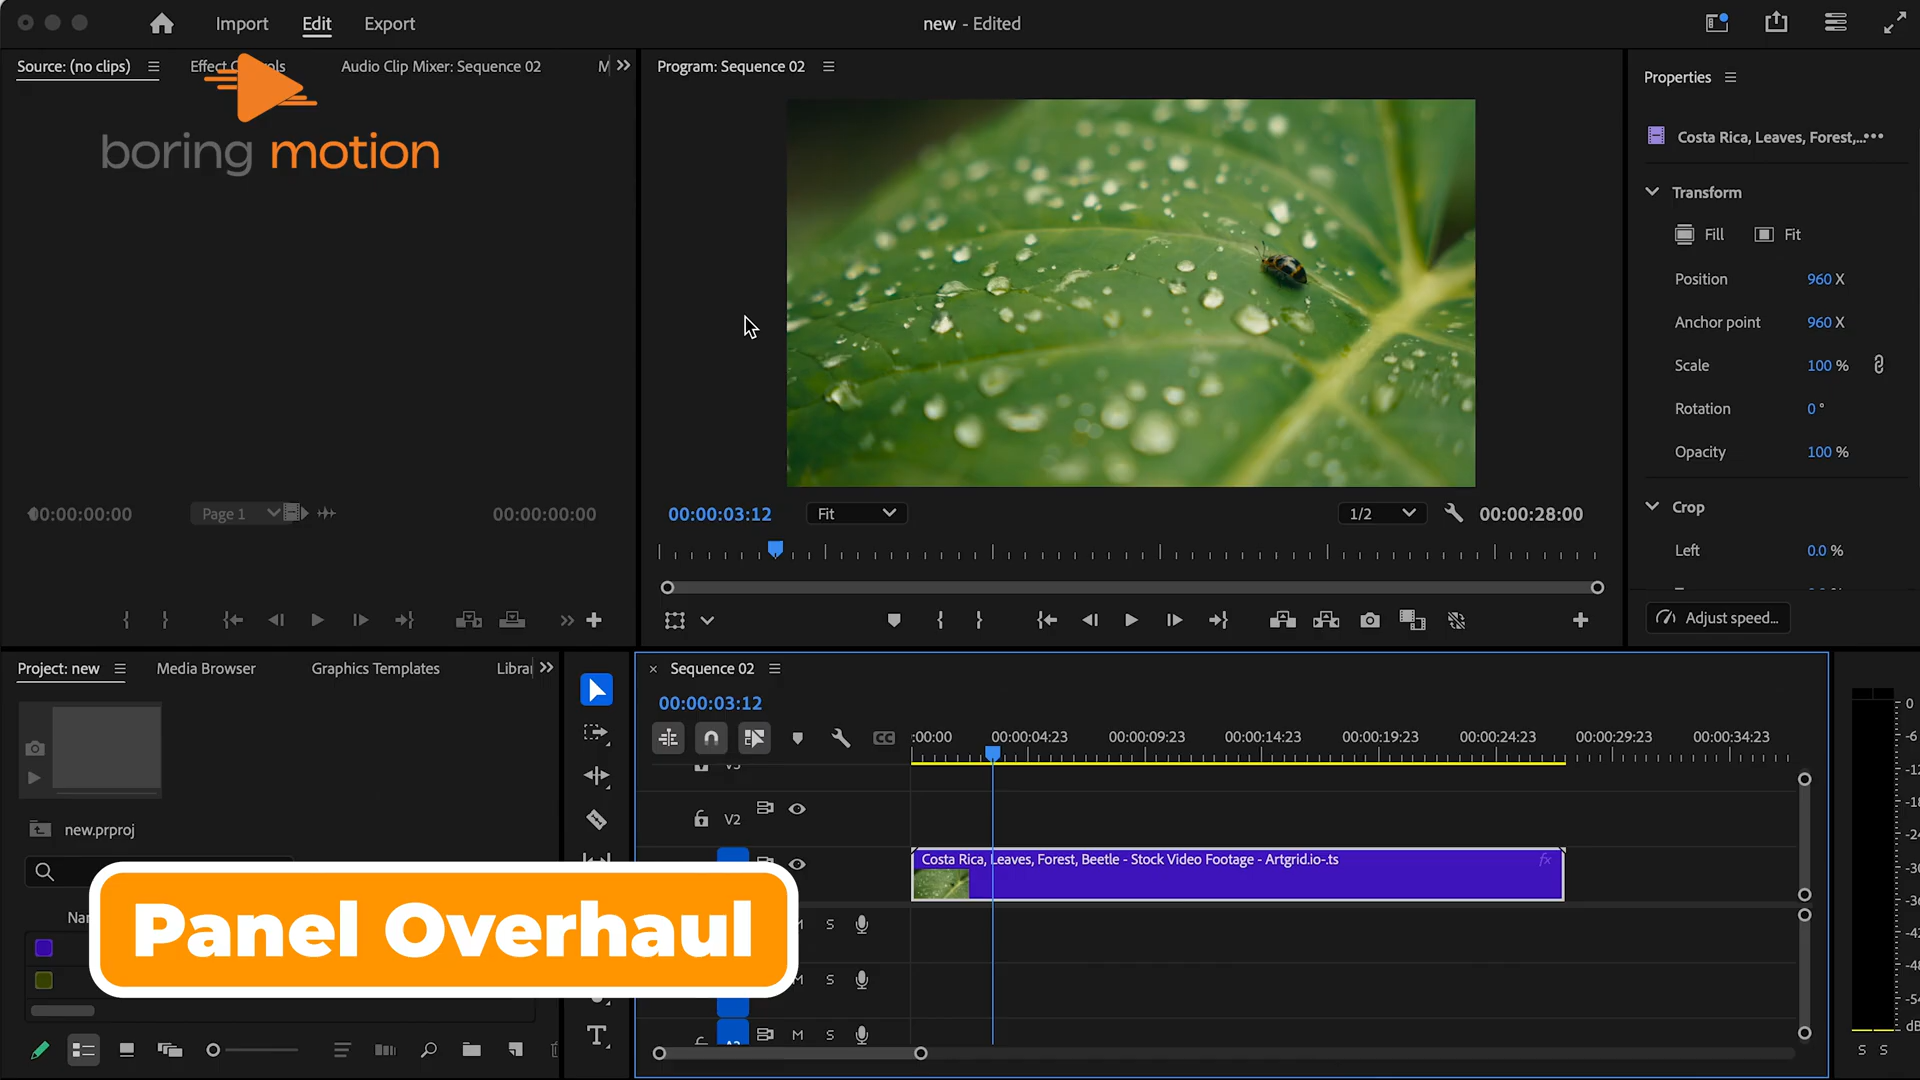 Import Edit Export
new - Edited
Source: (no clips)
Audio Clip Mixer: Sequence 02
M
Program: Sequence 02
Properties
boring motion
Costa Rica, Leaves, Forest,...
Transform
Fill Fit
Position 960 X
Anchor point 960 X
Scale 100 %
Rotation 0 °
Opacity 100 %
Crop
Left 0.0 %
Adjust speed...
00:00:00:00
Page 1
00:00:00:00
00:00:03:12
Fit
1/2
00:00:28:00
Project: new
Media Browser
Graphics Templates
Sequence 02
00:00:03:12
CC
:00:00 00:00:04:23 00:00:09:23 00:00:14:23 00:00:19:23 00:00:24:23 00:00:29:23 00:00:34:23
V2
Costa Rica, Leaves, Forest, Beetle - Stock Video Footage - Artgrid.io-.ts
fx
new.prproj
Panel Overhaul
S
S
M S
T
0
-6
S S